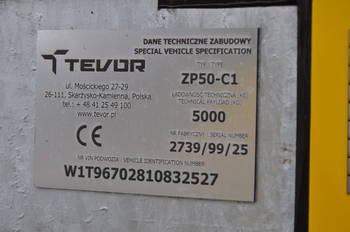 TEVOR
DANE TECHNICZNE ZABUDOWY
SPECIAL VEHICLE SPECIFICATION
TYP / TYPE
ZP50-C1
ul. Mościckiego 27-29
26-111, Skarżysko-Kamienna, Polska
tel.: + 48 41 25 49 100
www.tevor.pl
ŁADOWNOŚĆ TECHNICZNA (KG)
TECHNICAL PAYLOAD (KG)
5000
CE
NR FABRYCZNY / SERIAL NUMBER
2739/99/25
NR VIN PODWOZIA / VEHICLE IDENTIFICATION NUMBER
W1T96702810832527